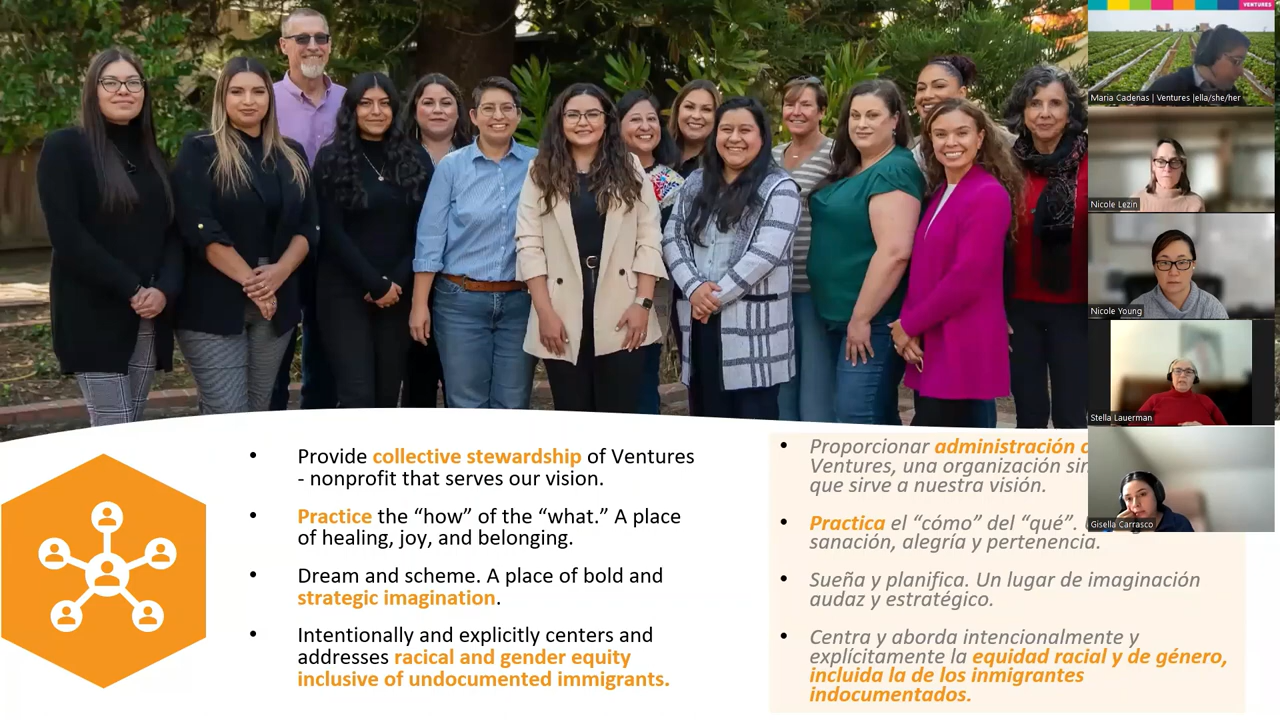 VENTURES
Maria Cadenas | Ventures |ella/she/her
Nicole Lezin
Nicole Young
Stella Lauerman
Gisella Carrasco
Provide collective stewardship of Ventures
- nonprofit that serves our vision.
Practice the “how” of the “what.” A place
of healing, joy, and belonging.
Dream and scheme. A place of bold and
strategic imagination.
Intentionally and explicitly centers and
addresses racical and gender equity
inclusive of undocumented immigrants.
Proporcionar administración
Ventures, una organización
que sirve a nuestra visión.
Practica el “cómo” del “qué”.
sanación, alegría y pertenencia.
Sueña y planifica. Un lugar de imaginación
audaz y estratégico.
Centra y aborda intencionalmente y
explícitamente la equidad racial y de género,
incluida la de los inmigrantes
indocumentados.